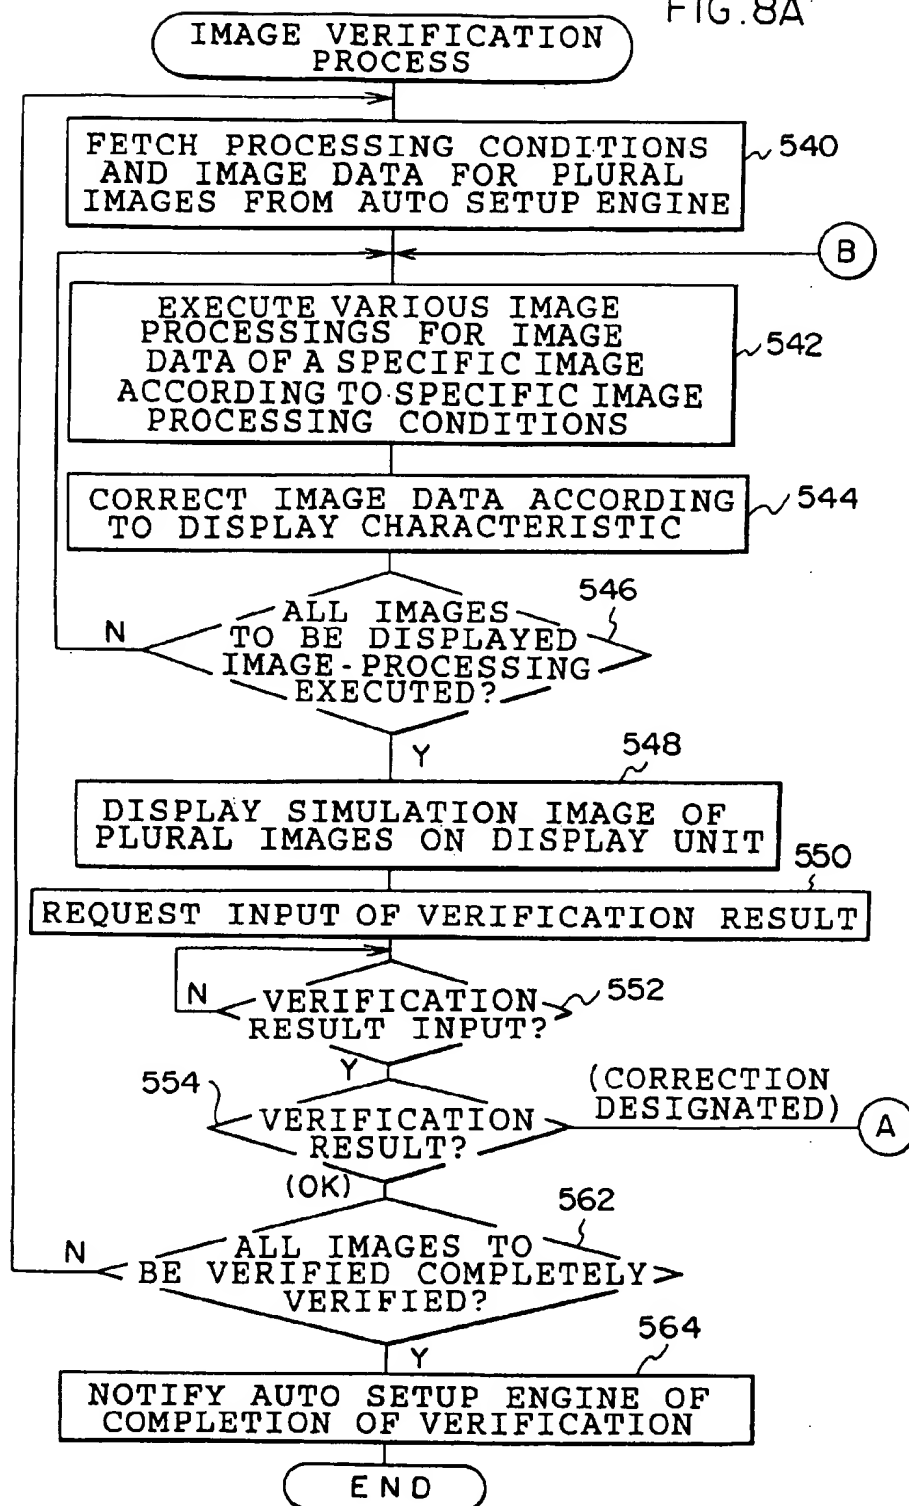 FIG. 8A
IMAGE VERIFICATION
PROCESS
FETCH PROCESSING CONDITIONS
AND IMAGE DATA FOR PLURAL
IMAGES FROM AUTO SETUP ENGINE
540
B
EXECUTE VARIOUS IMAGE
PROCESSINGS FOR IMAGE
DATA OF A SPECIFIC IMAGE
ACCORDING TO SPECIFIC IMAGE
PROCESSING CONDITIONS
542
CORRECT IMAGE DATA ACCORDING
TO DISPLAY CHARACTERISTIC
544
546
ALL IMAGES
TO BE DISPLAYED
IMAGE-PROCESSING
EXECUTED?
N
Y
548
DISPLAY SIMULATION IMAGE OF
PLURAL IMAGES ON DISPLAY UNIT
550
REQUEST INPUT OF VERIFICATION RESULT
N
VERIFICATION
RESULT INPUT?
552
Y
554
VERIFICATION
RESULT?
(CORRECTION
DESIGNATED)
A
(OK)
562
N
ALL IMAGES TO
BE VERIFIED COMPLETELY
VERIFIED?
Y
564
NOTIFY AUTO SETUP ENGINE OF
COMPLETION OF VERIFICATION
END